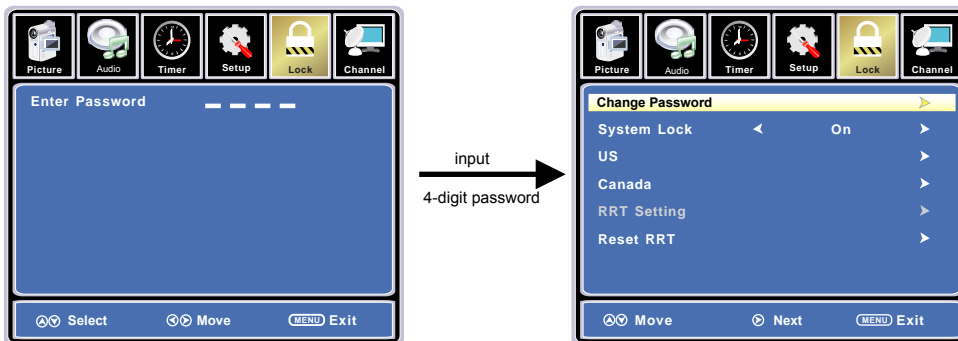 Picture Audio Timer Setup Lock Channel
Enter Password _ _ _ _
Select Move MENU Exit
input
4-digit password
Picture Audio Timer Setup Lock Channel
Change Password
System Lock On
US
Canada
RRT Setting
Reset RRT
Move Next MENU Exit